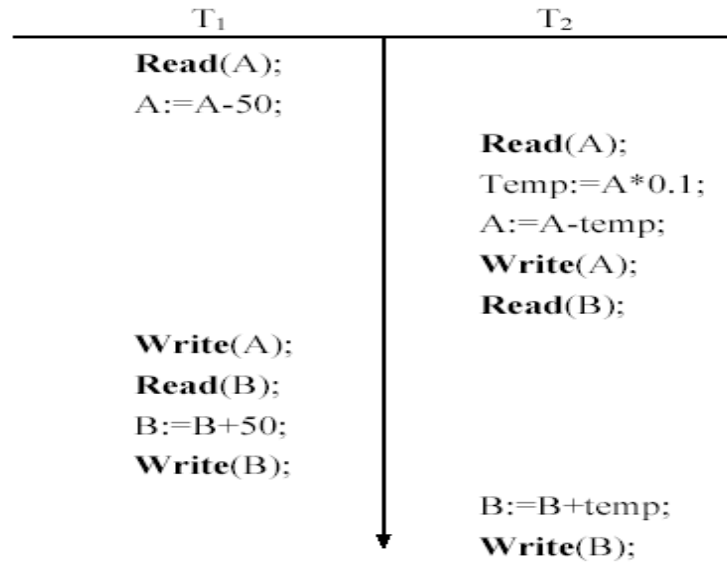 T₁ T₂
Read(A);
A:=A-50;
Read(A);
Temp:=A*0.1;
A:=A-temp;
Write(A);
Read(B);
Write(A);
Read(B);
B:=B+50;
Write(B);
B:=B+temp;
Write(B);